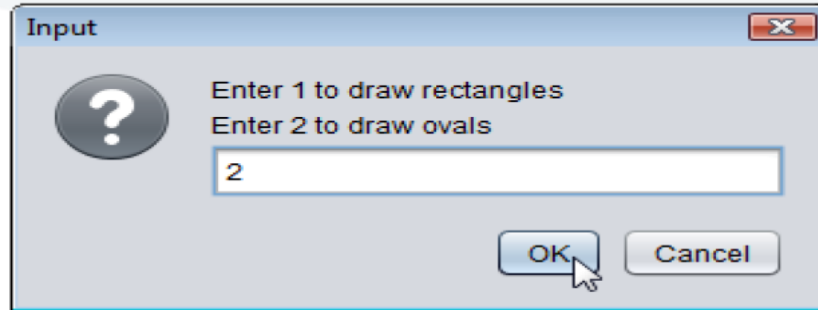 Input
Enter 1 to draw rectangles
Enter 2 to draw ovals
2
OK
Cancel